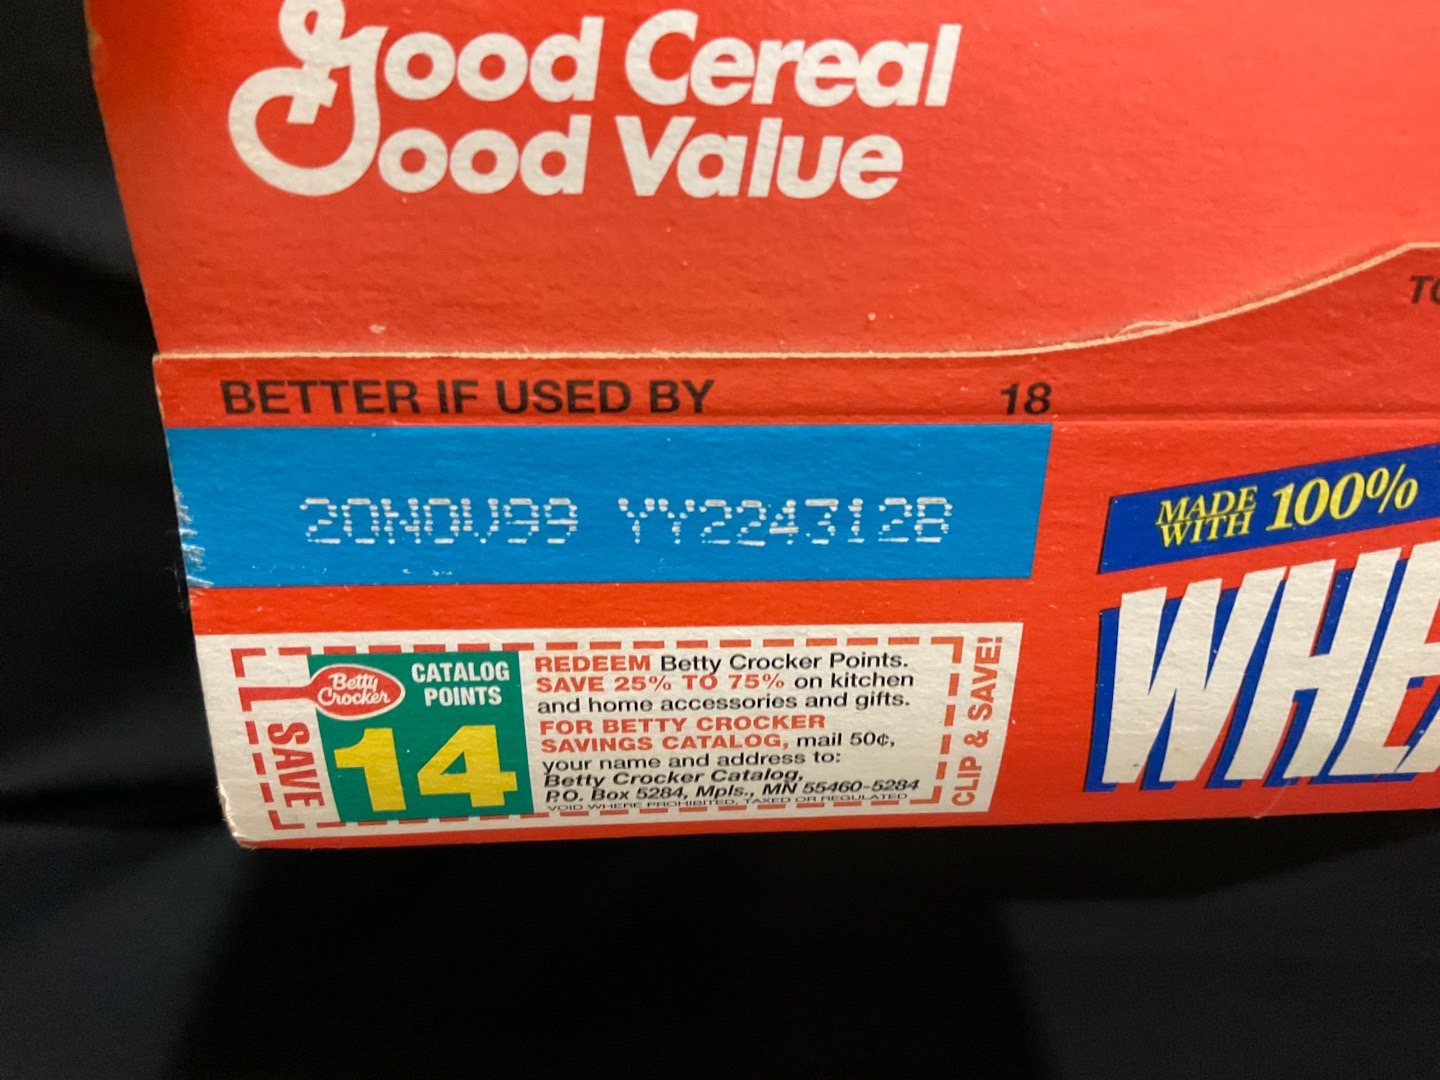 Good Cereal
Good Value
BETTER IF USED BY 18
20NOV99 YY2243128
MADE WITH 100%
SAVE
Betty Crocker
CATALOG POINTS
14
REDEEM Betty Crocker Points.
SAVE 25% TO 75% on kitchen
and home accessories and gifts.
FOR BETTY CROCKER
SAVINGS CATALOG, mail 50¢,
your name and address to:
Betty Crocker Catalog,
P.O. Box 5284, Mpls., MN 55460-5284
VOID WHERE PROHIBITED, TAXED OR REGULATED
CLIP & SAVE!